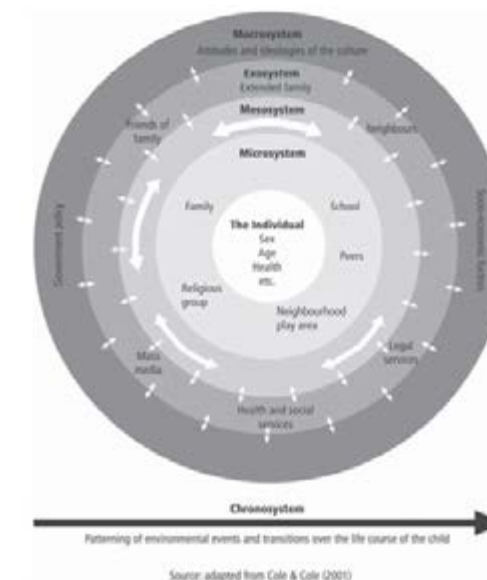 Macrosystem
Attitudes and ideologies of the culture
Exosystem
Extended family
Mesosystem
Friends of
family
Neighbours
Microsystem
Family
School
The Individual
Sex
Age
Health
etc.
Peers
Religious
group
Neighbourhood
play area
Government policy
Mass
media
Legal
services
Health and social
services
Chronosystem
Patterning of environmental events and transitions over the life course of the child
Source: adapted from Cole & Cole (2001)